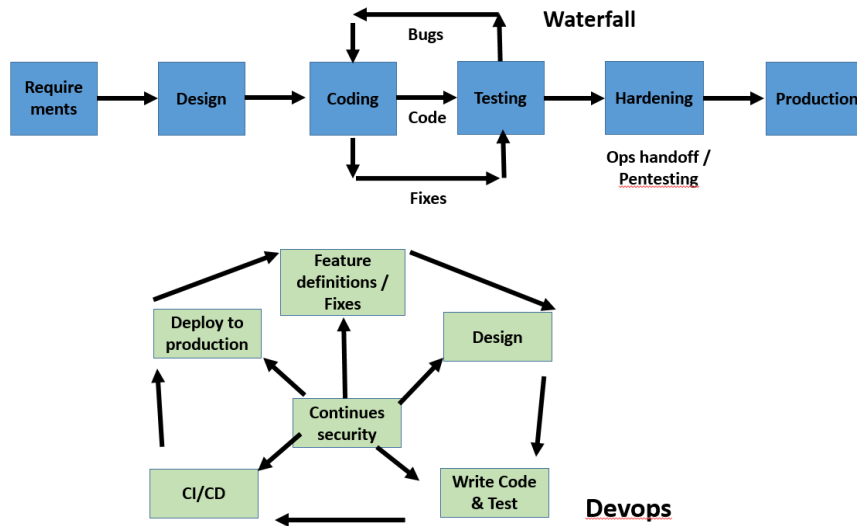 Waterfall
Bugs
Require
ments
Design
Coding
Code
Testing
Hardening
Production
Ops handoff /
Pentesting
Fixes
Feature
definitions /
Fixes
Deploy to
production
Design
Continues
security
CI/CD
Write Code
& Test
Devops